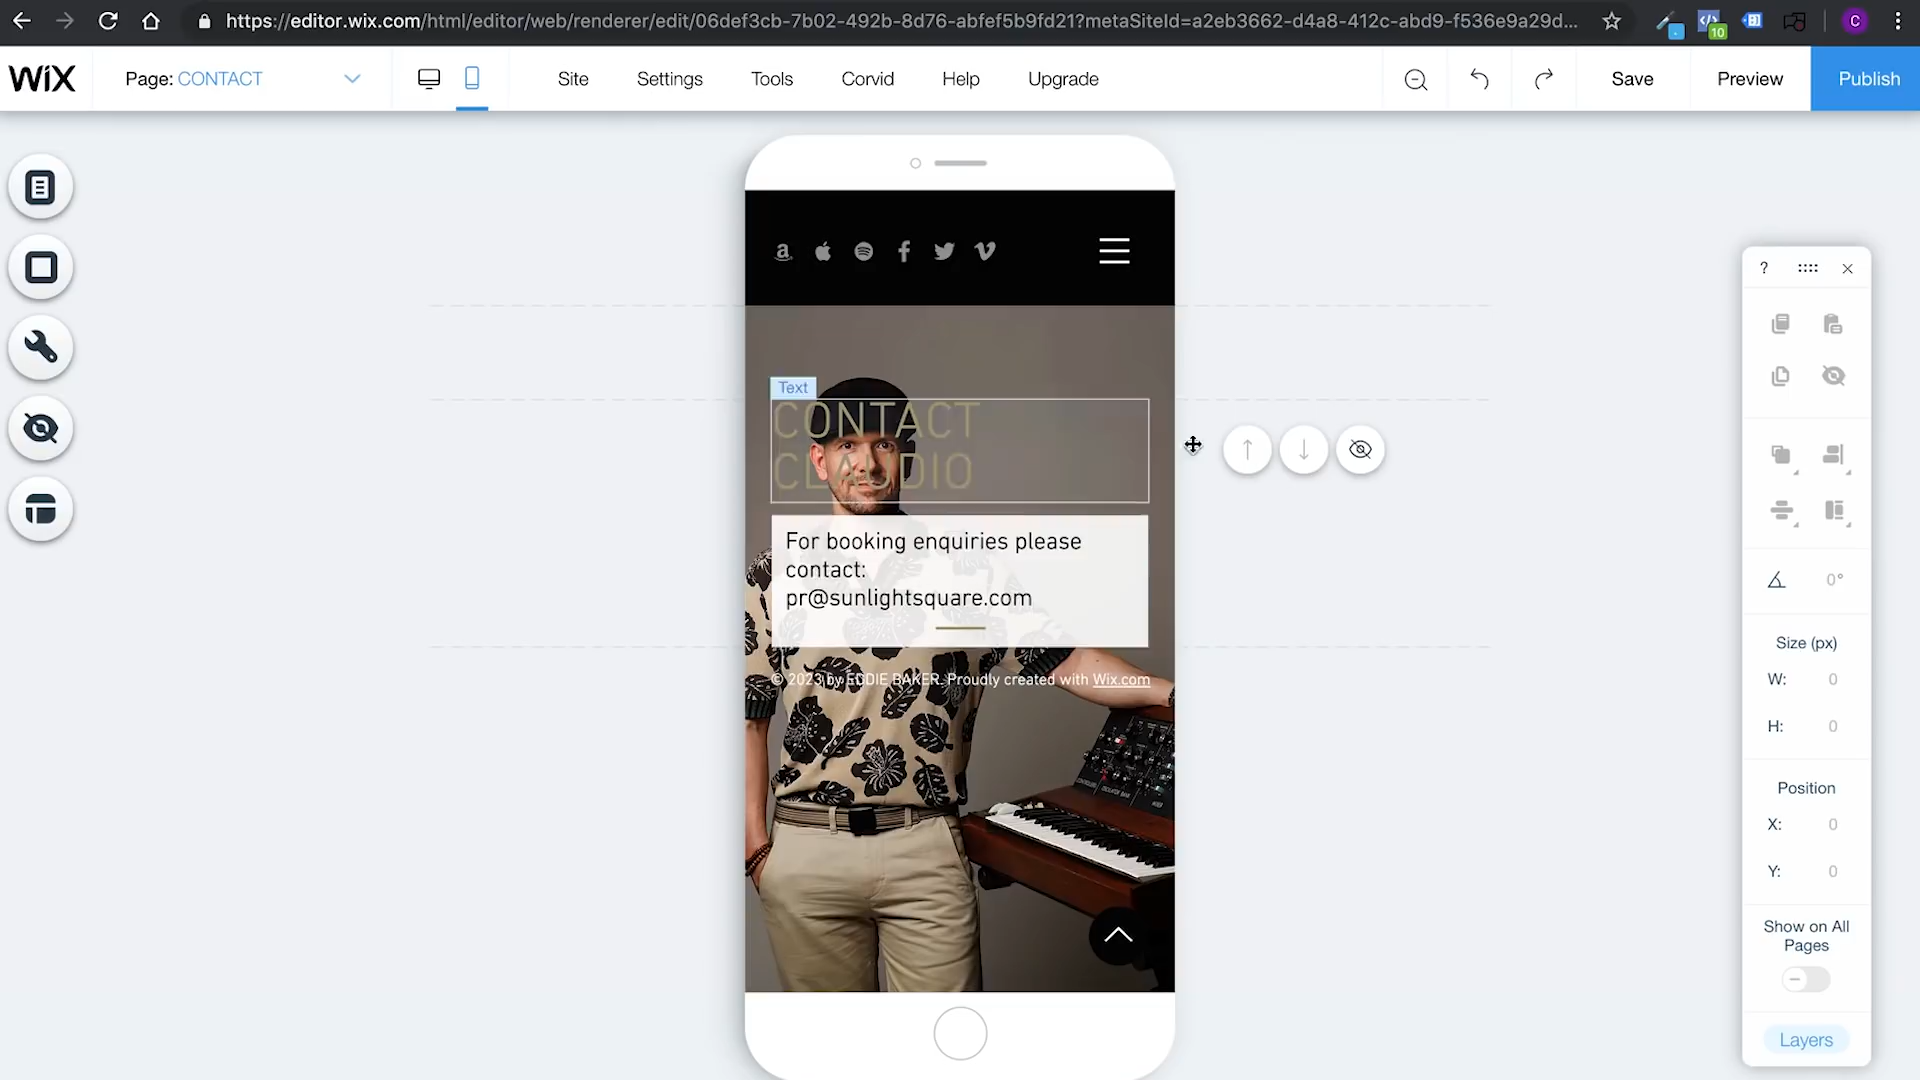 https://editor.wix.com/html/editor/web/renderer/edit/06def3cb-7b02-492b-8d76-abfef5b9fd21?metaSiteId=a2eb3662-d4a8-412c-abd9-f536e9a29d...
10
C
WiX
Page: CONTACT
Site
Settings
Tools
Corvid
Help
Upgrade
Save
Preview
Publish
Text
CONTACT
CLAUDIO
For booking enquiries please
contact:
pr@sunlightsquare.com
© 2023 by EDDIE BAKER. Proudly created with Wix.com
?
0°
Size (px)
W: 0
H: 0
Position
X: 0
Y: 0
Show on All
Pages
Layers